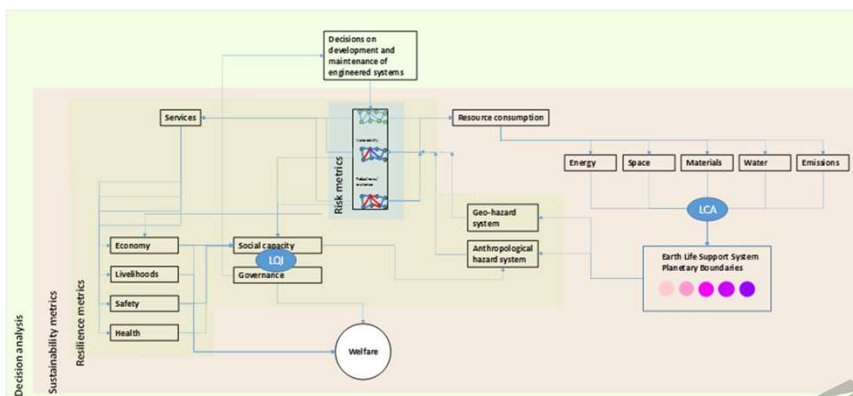 Decisions on
development and
maintenance of
engineered systems
Services
Resource consumption
Energy
Space
Materials
Water
Emissions
Risk metrics
LCA
Geo-hazard
system
Economy
Social capacity
LQI
Governance
Anthropological
hazard system
Earth Life Support System
Planetary Boundaries
Livelihoods
Safety
Health
Welfare
Resilience metrics
Sustainability metrics
Decision analysis